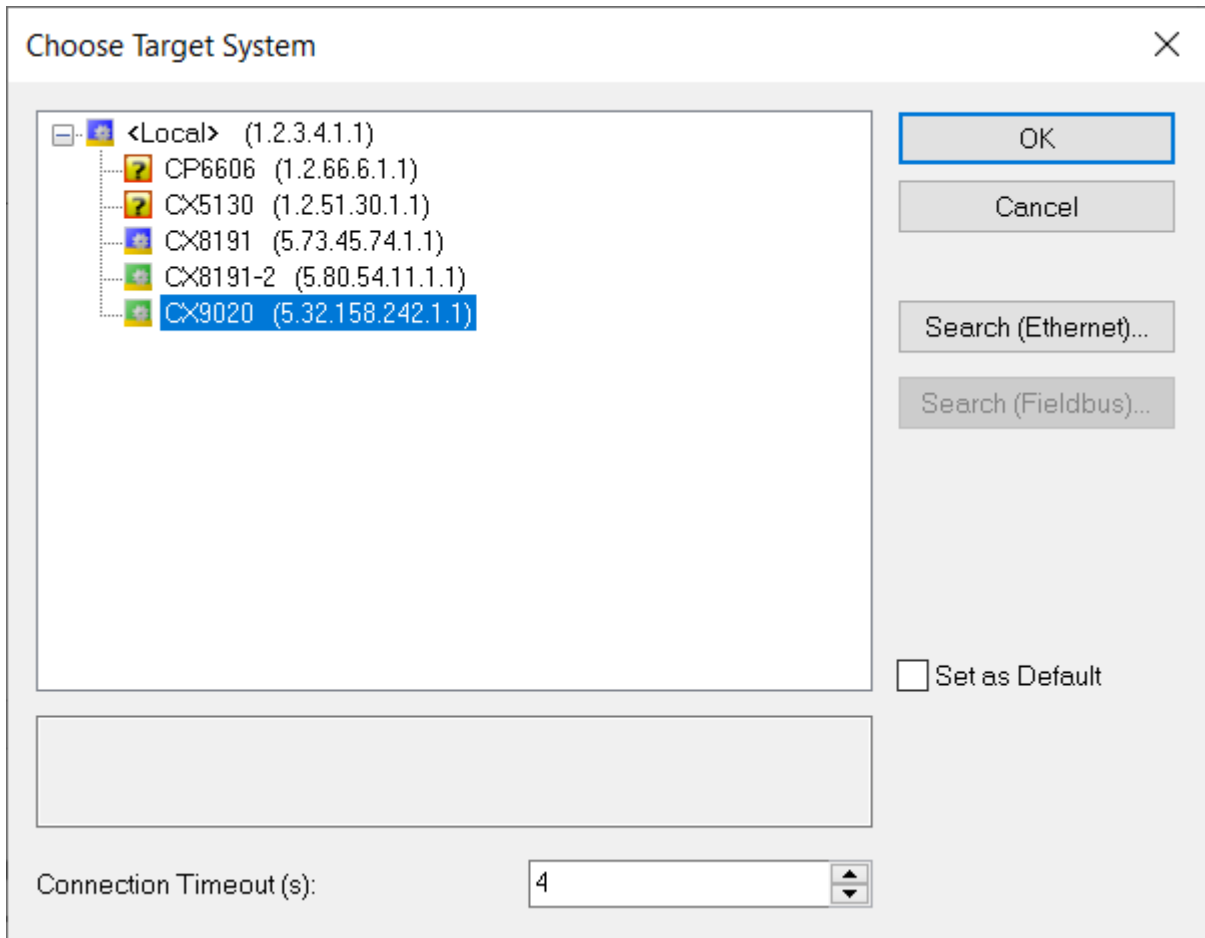 Choose Target System
<Local> (1.2.3.4.1.1)
CP6606 (1.2.66.6.1.1)
CX5130 (1.2.51.30.1.1)
CX8191 (5.73.45.74.1.1)
CX8191-2 (5.80.54.11.1.1)
CX9020 (5.32.158.242.1.1)
OK
Cancel
Search (Ethernet)...
Search (Fieldbus)...
Set as Default
Connection Timeout (s):
4